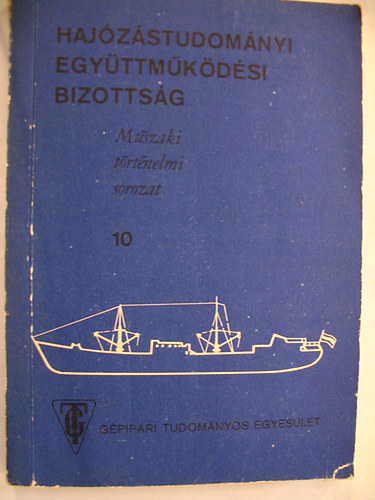 HAJÓZÁSTUDOMÁNYI
EGYÜTTMŰKÖDÉSI
BIZOTTSÁG
Műszaki
történelmi
sorozat
10
GÉPIPARI TUDOMÁNYOS EGYESÜLET